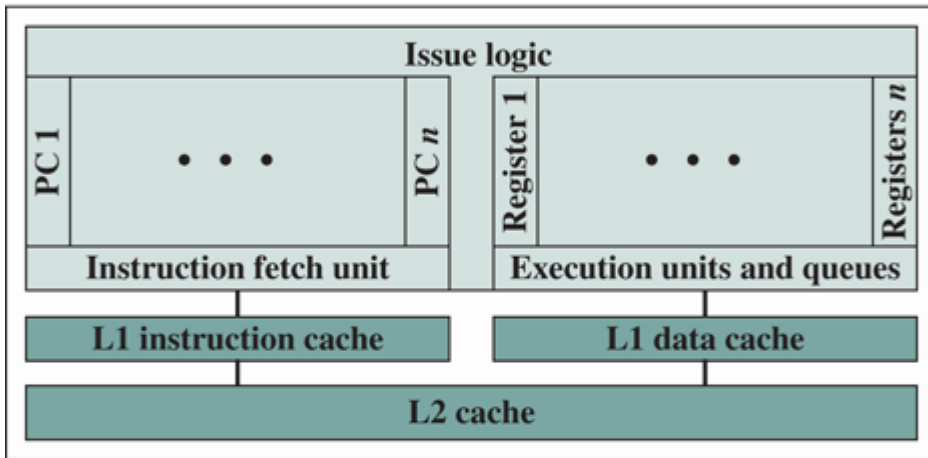 Issue logic
PC 1
• • •
PC n
Register 1
• • •
Registers n
Instruction fetch unit
Execution units and queues
L1 instruction cache
L1 data cache
L2 cache